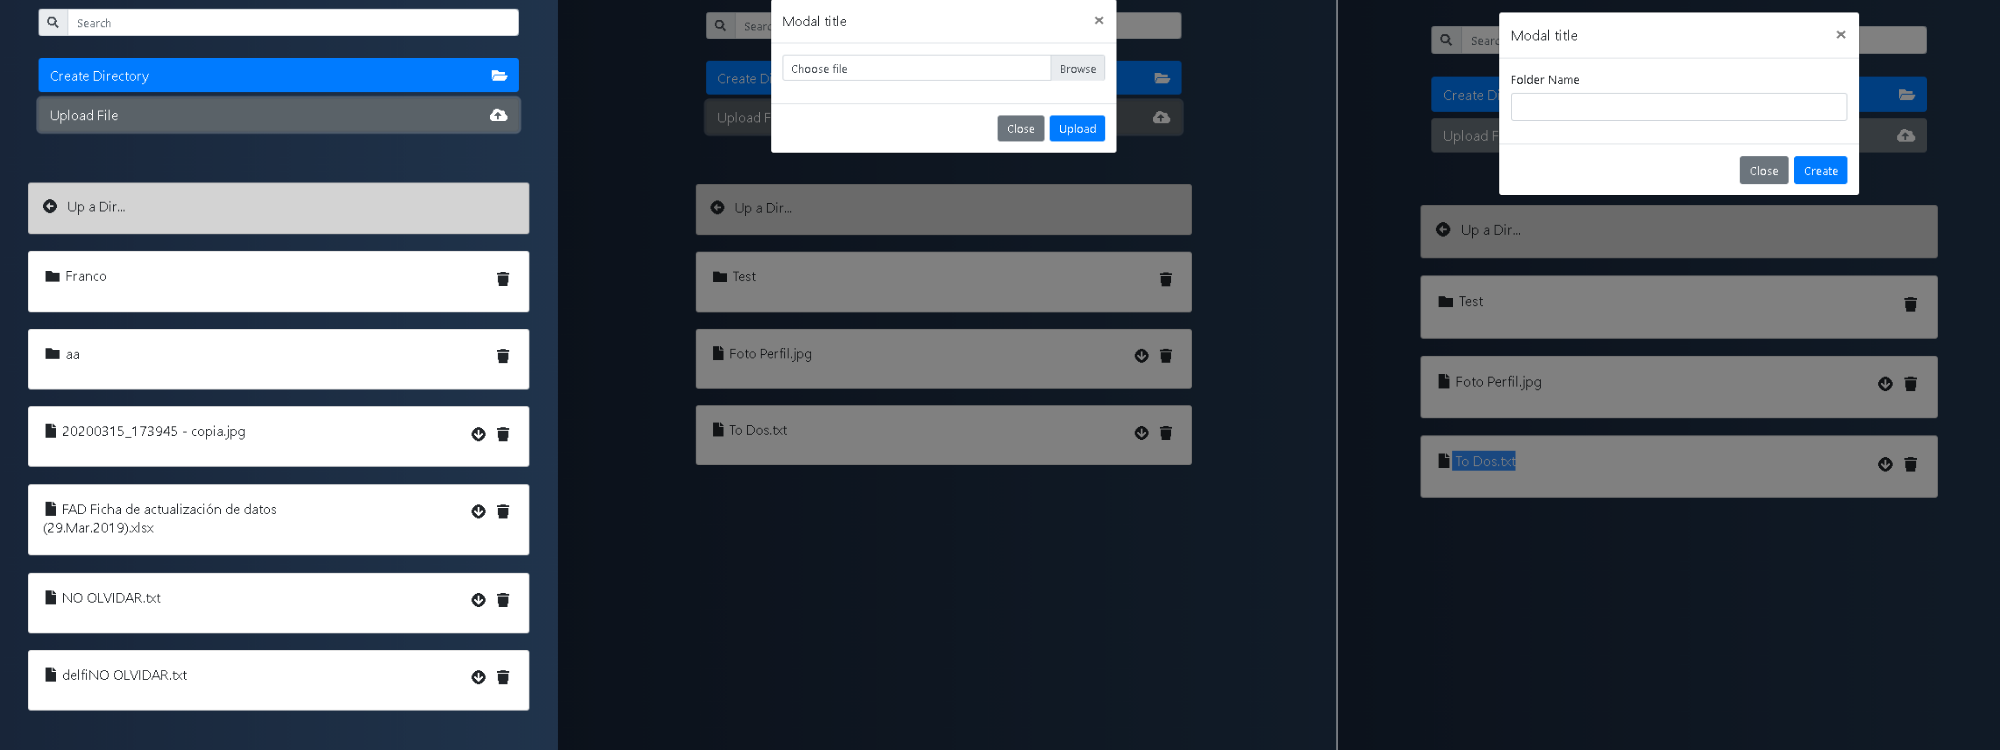 Search
Create Directory
Upload File
Up a Dir...
Franco
aa
20200315_173945 - copia.jpg
FAD Ficha de actualización de datos
(29.Mar.2019).xlsx
NO OLVIDAR.txt
delfiNO OLVIDAR.txt
Searc
Create Di
Upload F
Modal title
×
Choose file
Browse
Close
Upload
Up a Dir...
Test
Foto Perfil.jpg
To Dos.txt
Searc
Create Di
Upload F
Modal title
×
Folder Name
Close
Create
Up a Dir...
Test
Foto Perfil.jpg
To Dos.txt